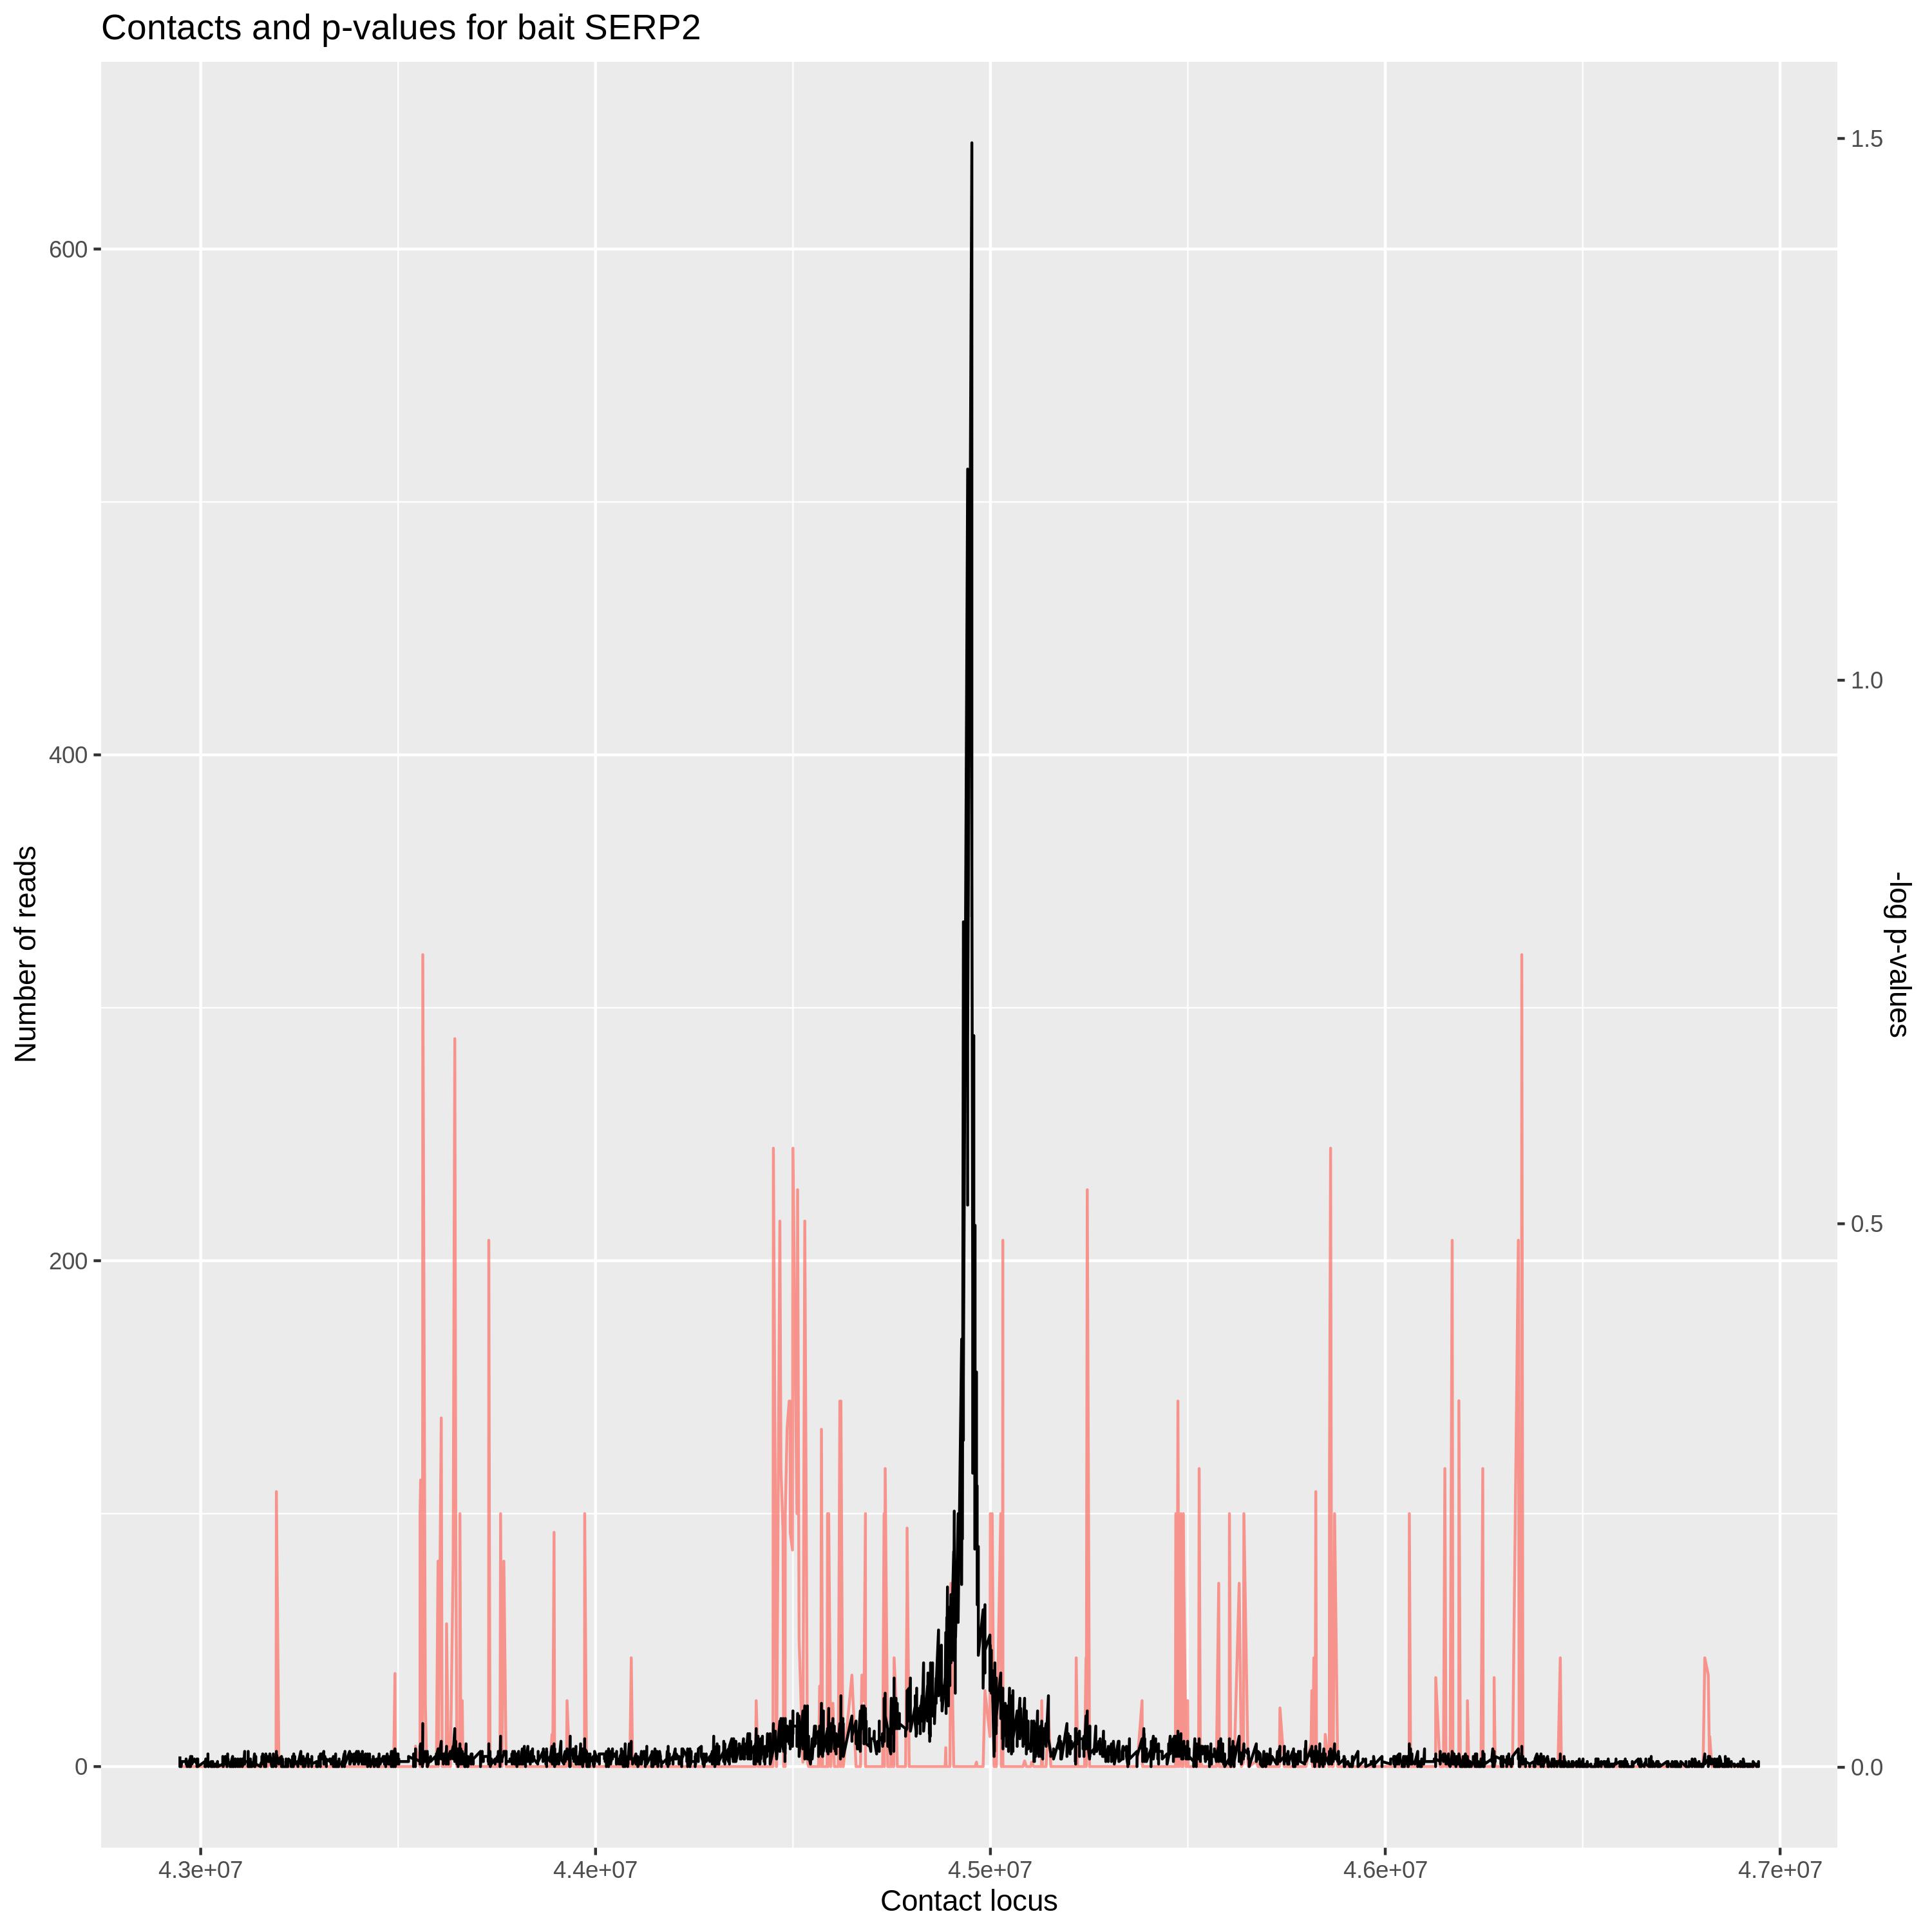 Contacts and p-values for bait SERP2
Number of reads
600
400
200
0
1.5
1.0
0.5
0.0
-log p-values
4.3e+07
4.4e+07
4.5e+07
4.6e+07
4.7e+07
Contact locus